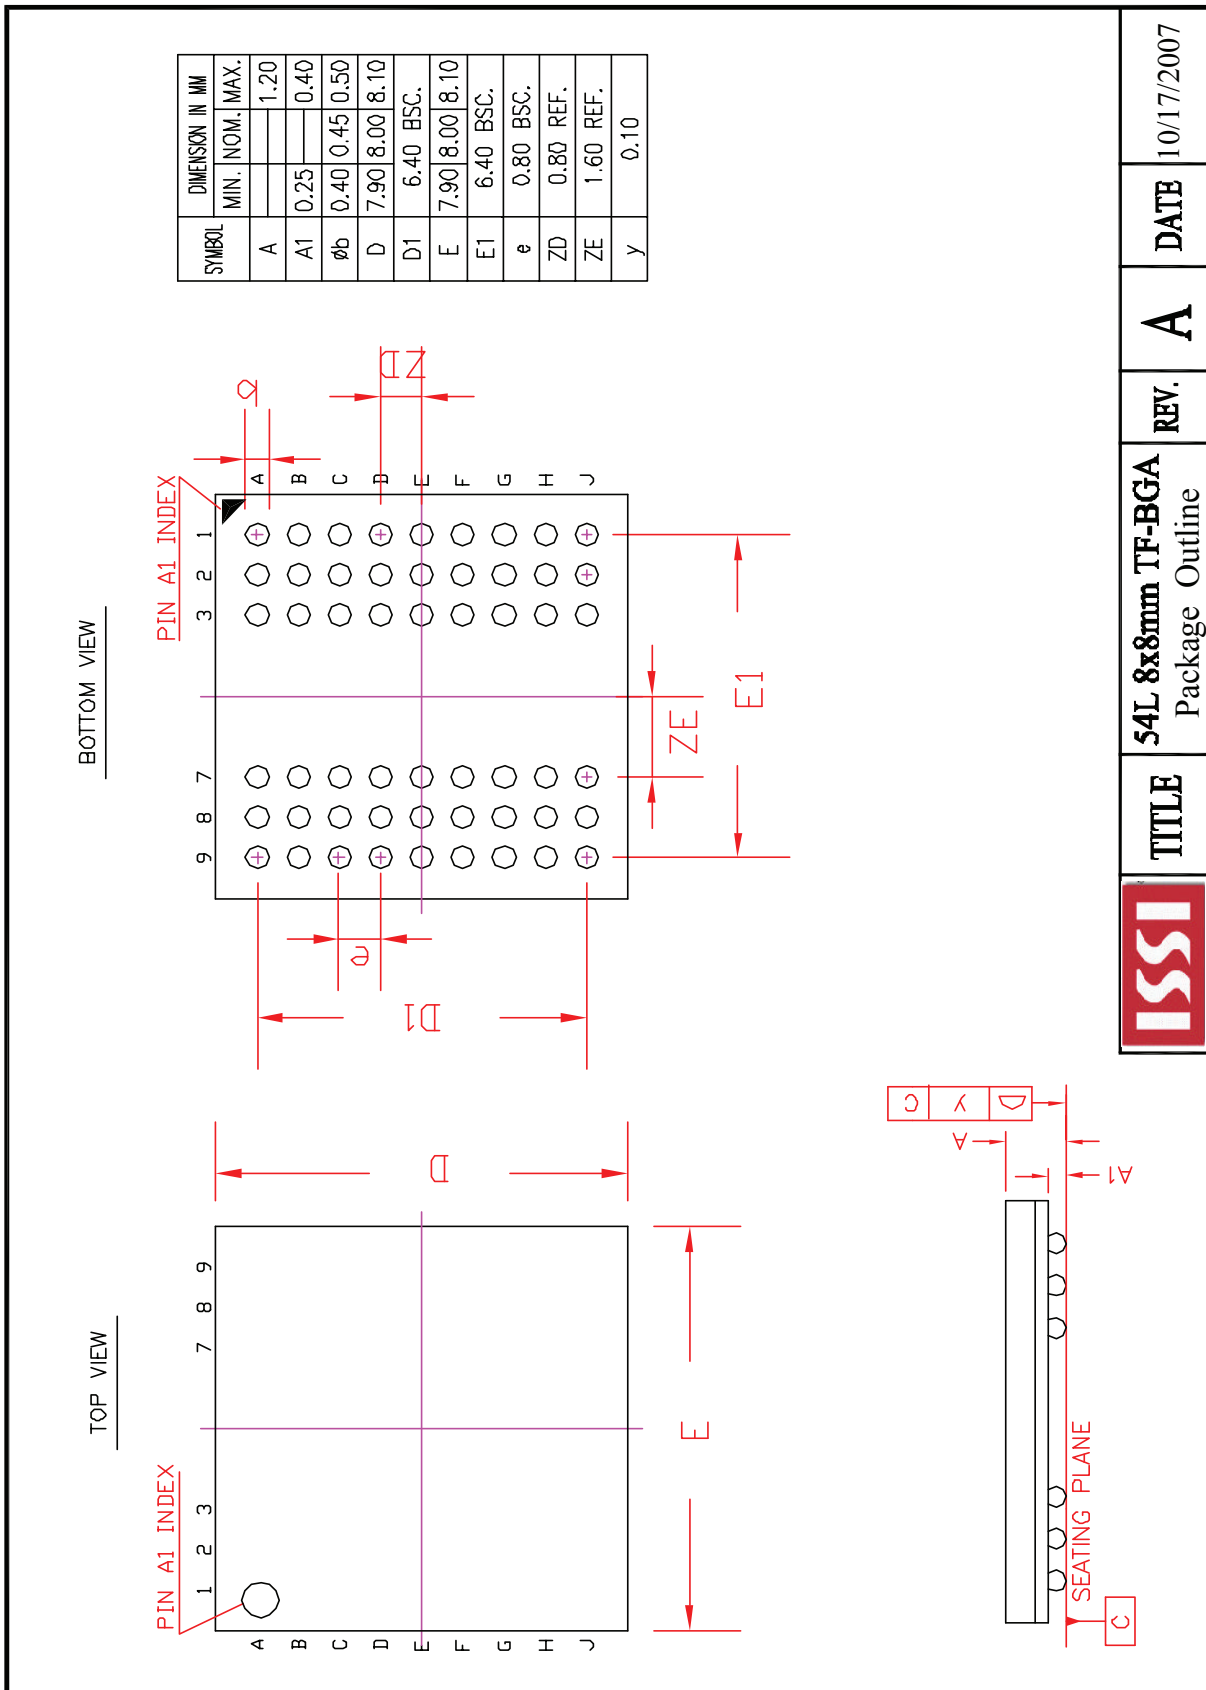 TOP VIEW
PIN A1 INDEX
1 2 3 7 8 9
A
B
C
D
E
F
G
H
J
D
E
BOTTOM VIEW
PIN A1 INDEX
9 8 7 3 2 1
A
B
C
D
E
F
G
H
J
b
ZD
e
D1
ZE
E1
SYMBOL DIMENSION IN MM
MIN. NOM. MAX.
A 1.20
A1 0.25 0.40
øb 0.40 0.45 0.50
D 7.90 8.00 8.10
D1 6.40 BSC.
E 7.90 8.00 8.10
E1 6.40 BSC.
e 0.80 BSC.
ZD 0.80 REF.
ZE 1.60 REF.
y 0.10
C
SEATING PLANE
A
A1
y C
ISSI
TITLE
54L 8x8mm TF-BGA
Package Outline
REV.
A
DATE
10/17/2007